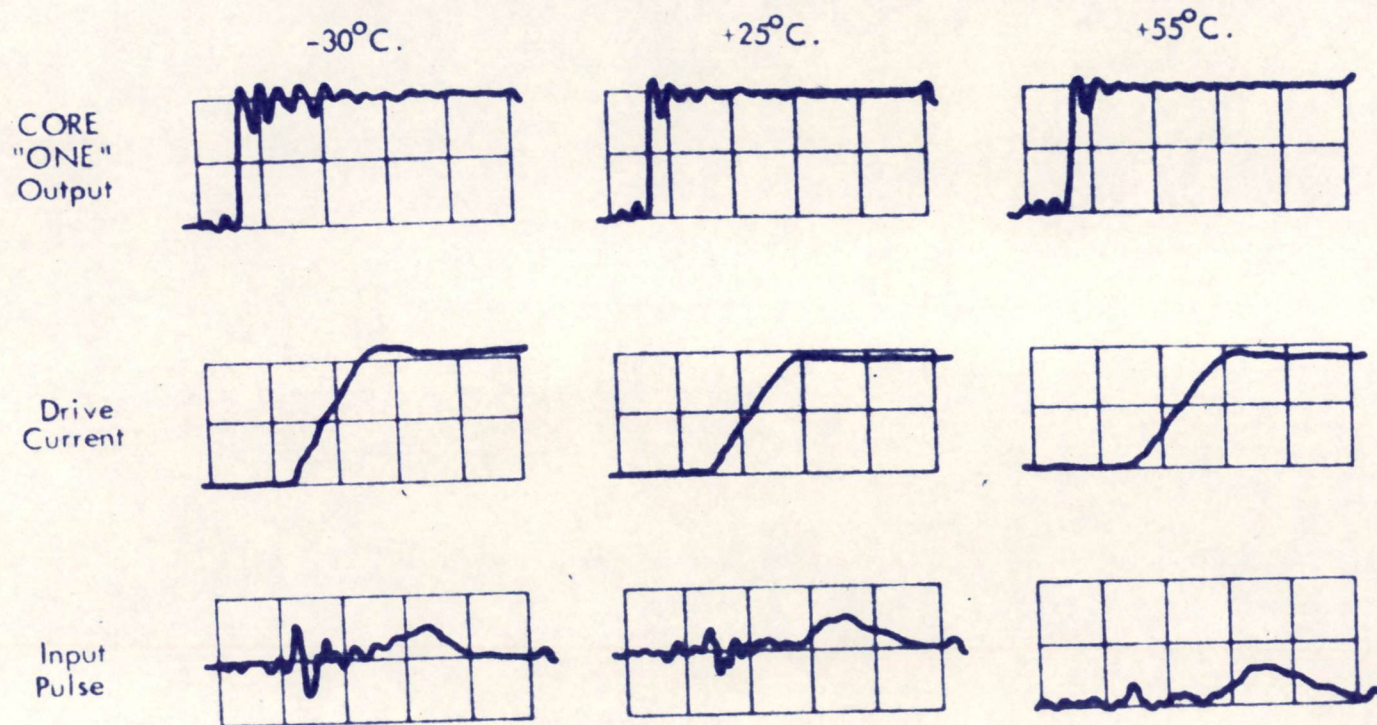 -30°C.
+25°C.
+55°C.
CORE
"ONE"
Output
Drive
Current
Input
Pulse